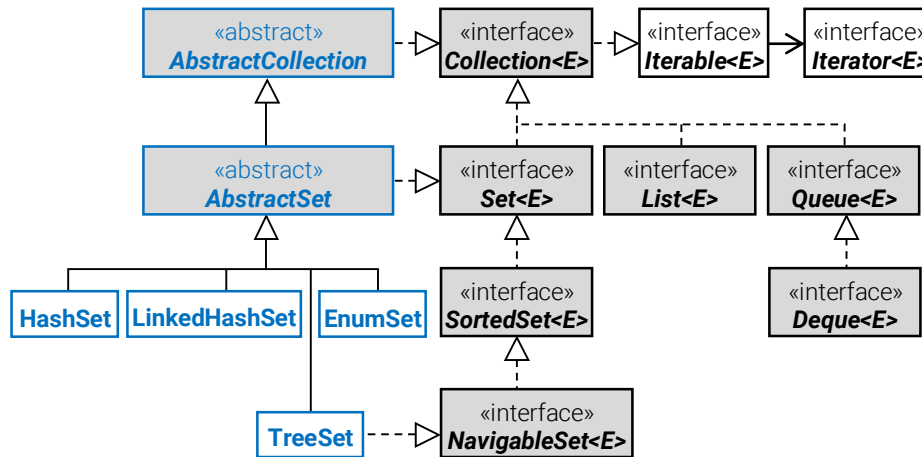 «abstract»
AbstractCollection
«interface»
Collection<E>
«interface»
Iterable<E>
«interface»
Iterator<E>
«abstract»
AbstractSet
«interface»
Set<E>
«interface»
List<E>
«interface»
Queue<E>
HashSet
LinkedHashSet
EnumSet
«interface»
SortedSet<E>
«interface»
Deque<E>
TreeSet
«interface»
NavigableSet<E>